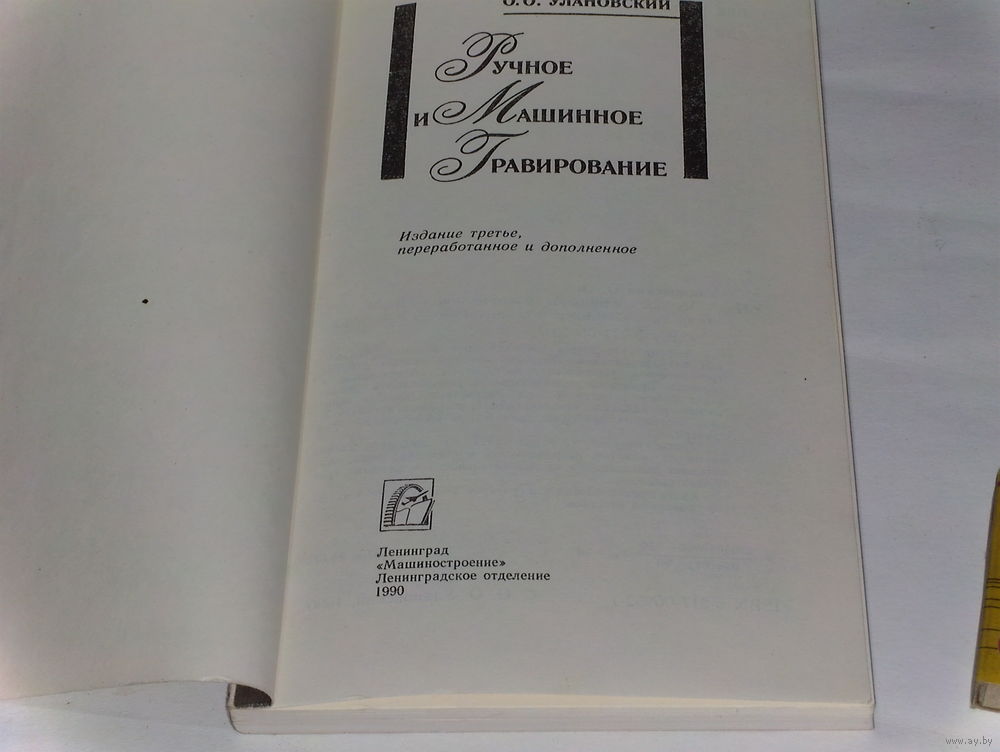 О. О. УЛАНОВСКИЙ
РУЧНОЕ
И МАШИННОЕ
ГРАВИРОВАНИЕ
Издание третье,
переработанное и дополненное
Ленинград
«Машиностроение»
Ленинградское отделение
1990
www.ay.by